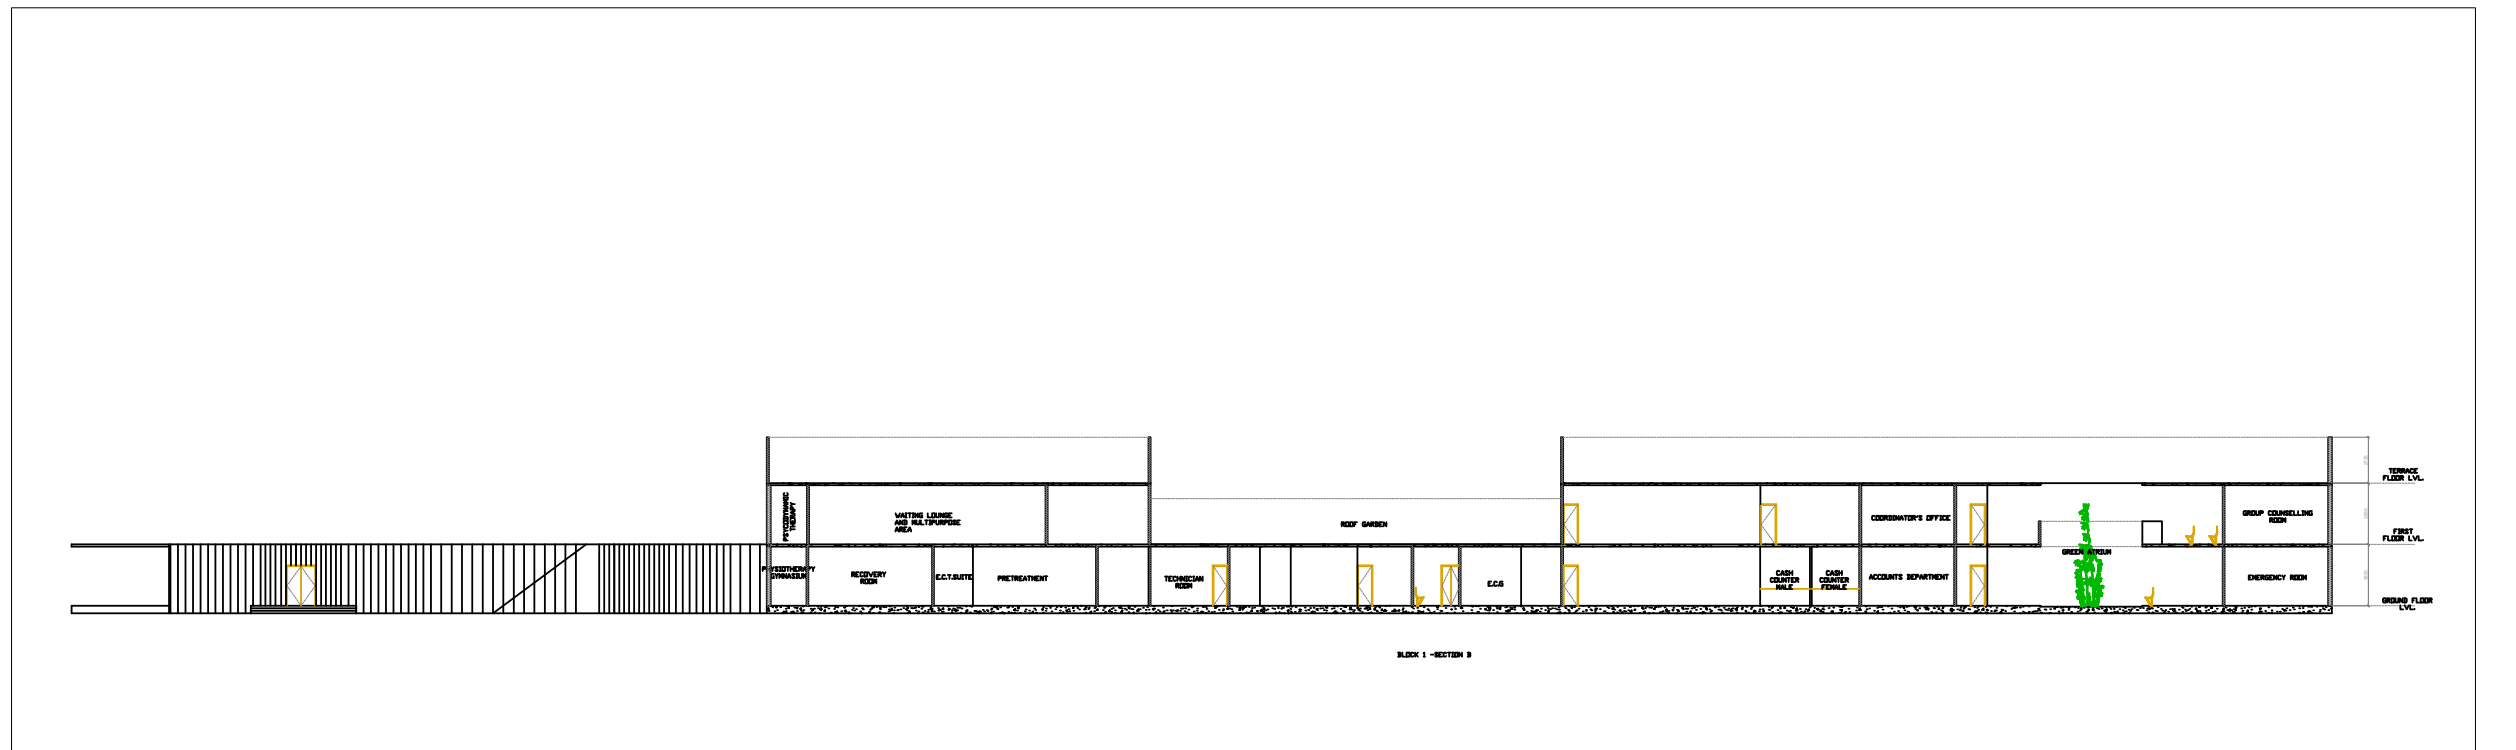 TERRACE
FLOOR LVL.
PSYCODYNAMIC
THERAPY
WAITING LOUNGE
AND MULTIPURPOSE
AREA
ROOF GARDEN
COORDINATOR'S OFFICE
GROUP COUNSELLING
ROOM
FIRST
FLOOR LVL.
GREEN ATRIUM
PHYSIOTHERAPY
GYMNASIUM
RECOVERY
ROOM
E.C.T.SUITE
PRETREATMENT
TECHNICIAN
ROOM
E.C.G
CASH
COUNTER
MALE
CASH
COUNTER
FEMALE
ACCOUNTS DEPARTMENT
EMERGENCY ROOM
GROUND FLOOR
LVL.
BLOCK 1 -SECTION B